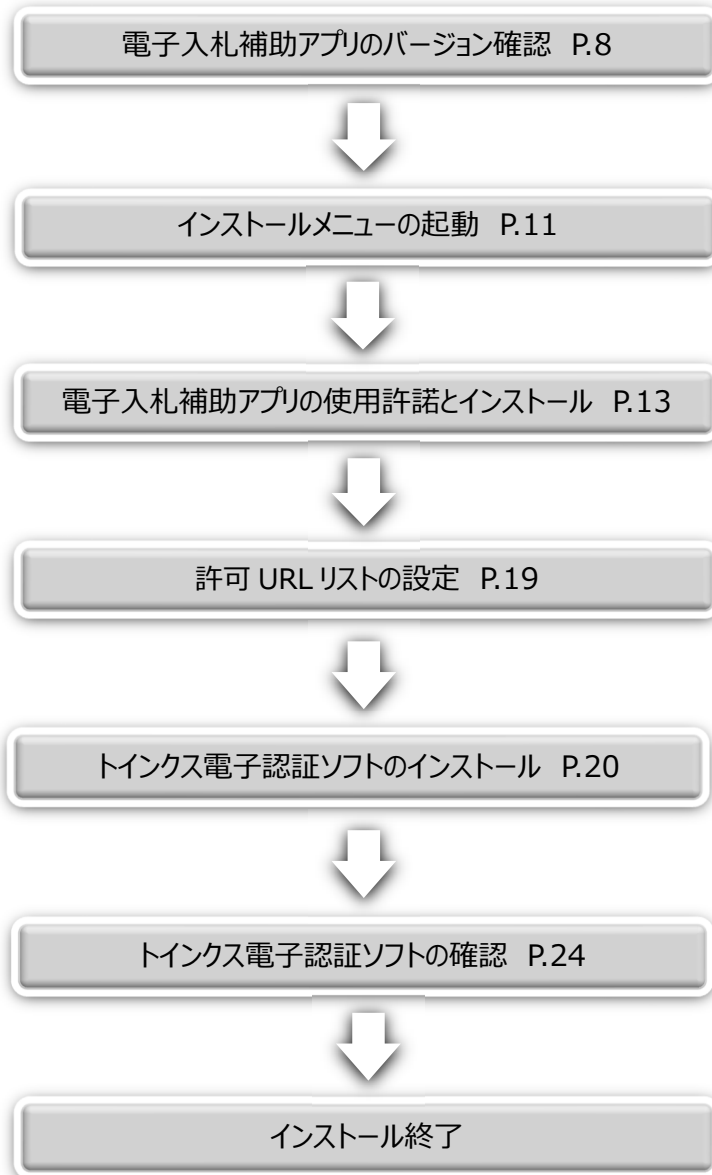 電子入札補助アプリのバージョン確認 P.8
インストールメニューの起動 P.11
電子入札補助アプリの使用許諾とインストール P.13
許可 URL リストの設定 P.19
トインクス電子認証ソフトのインストール P.20
トインクス電子認証ソフトの確認 P.24
インストール終了